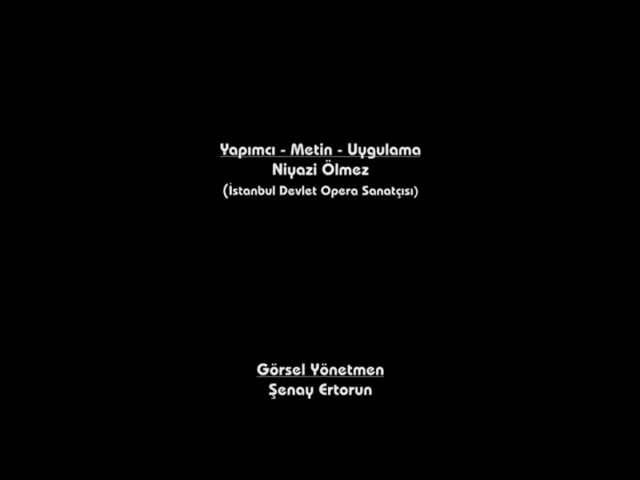 Yapımcı - Metin - Uygulama
Niyazi Ölmez
(İstanbul Devlet Opera Sanatçısı)
Görsel Yönetmen
Şenay Ertorun